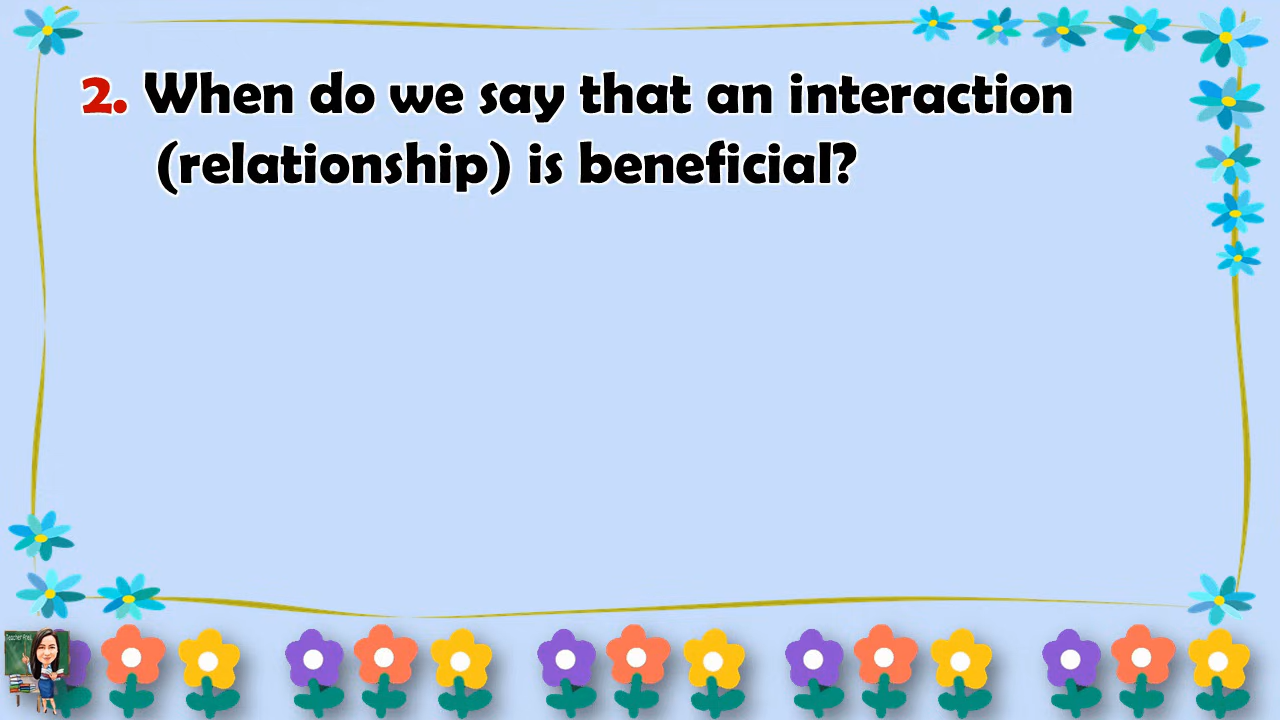 2. When do we say that an interaction
(relationship) is beneficial?